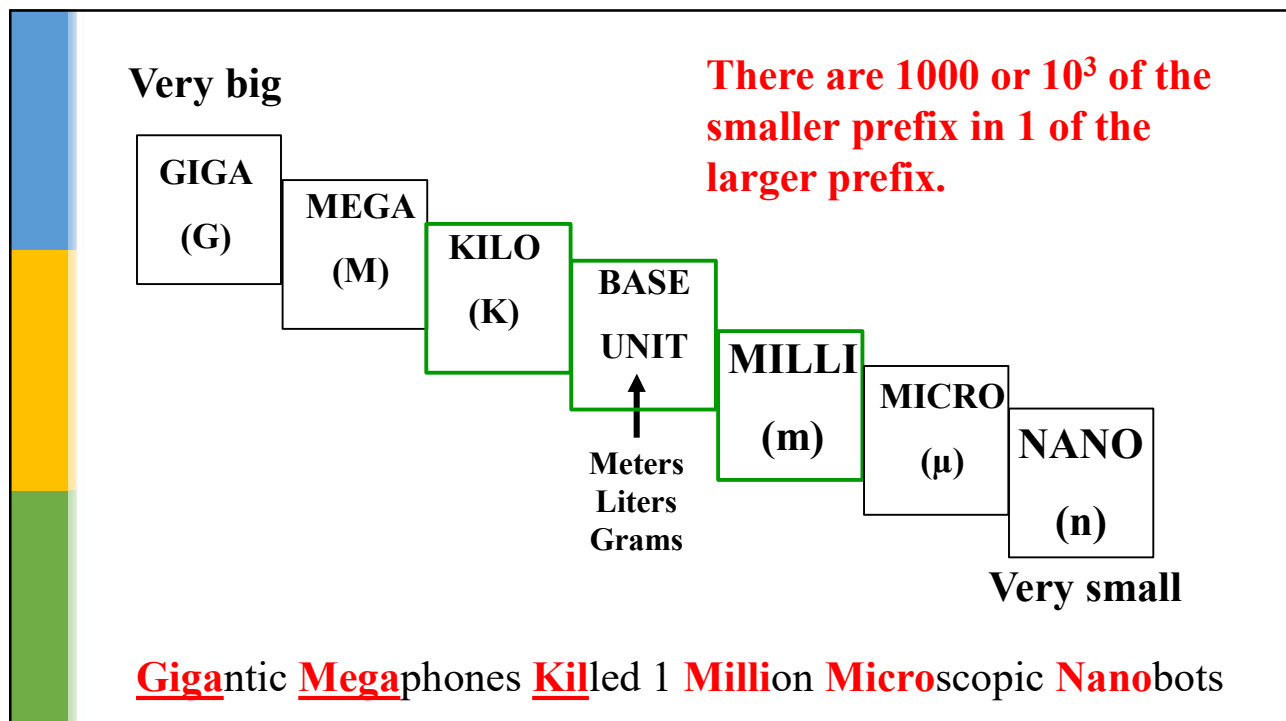 Very big
There are 1000 or 10³ of the
smaller prefix in 1 of the
larger prefix.
GIGA
(G)
MEGA
(M)
KILO
(K)
BASE
UNIT
MILLI
(m)
MICRO
(μ)
NANO
(n)
Meters
Liters
Grams
Very small
Gigantic Megaphones Killed 1 Million Microscopic Nanobots